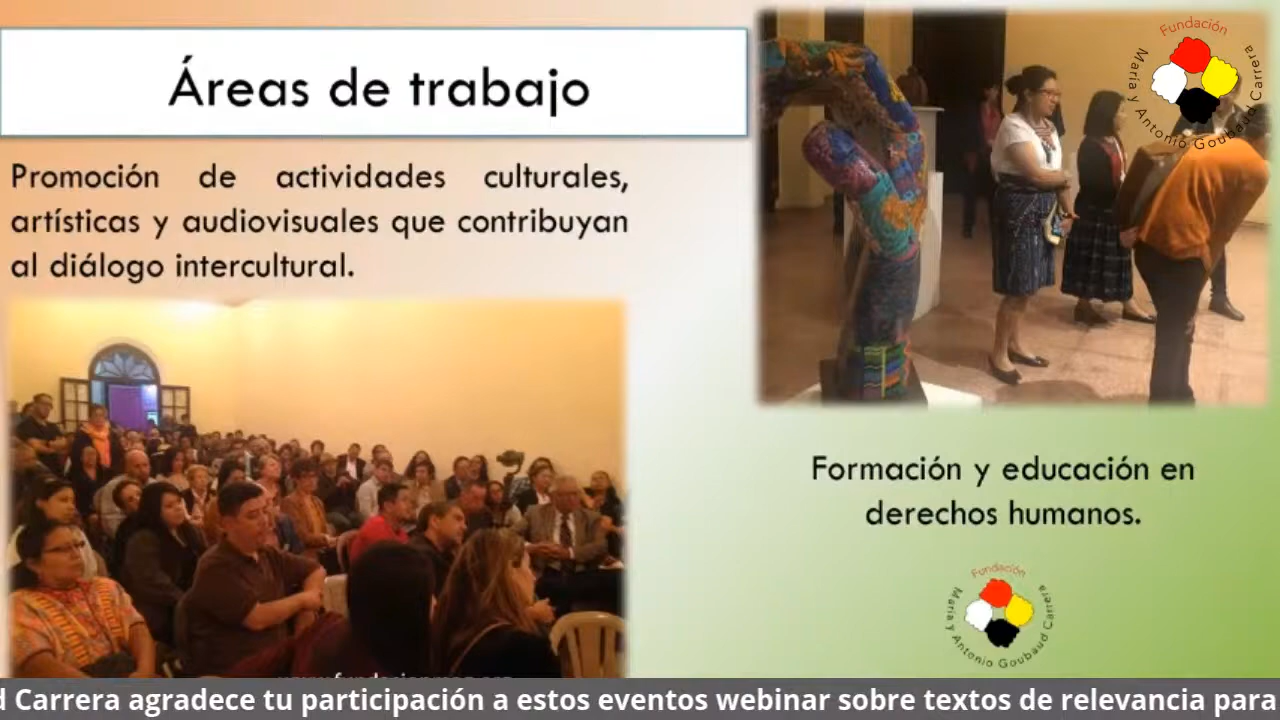 Áreas de trabajo
Promoción de actividades culturales,
artísticas y audiovisuales que contribuyan
al diálogo intercultural.
Fundación
María y Antonio Goubaud Carrera
Formación y educación en
derechos humanos.
Fundación
María y Antonio Goubaud Carrera
Carrera agradece tu participación a estos eventos webinar sobre textos de relevancia para